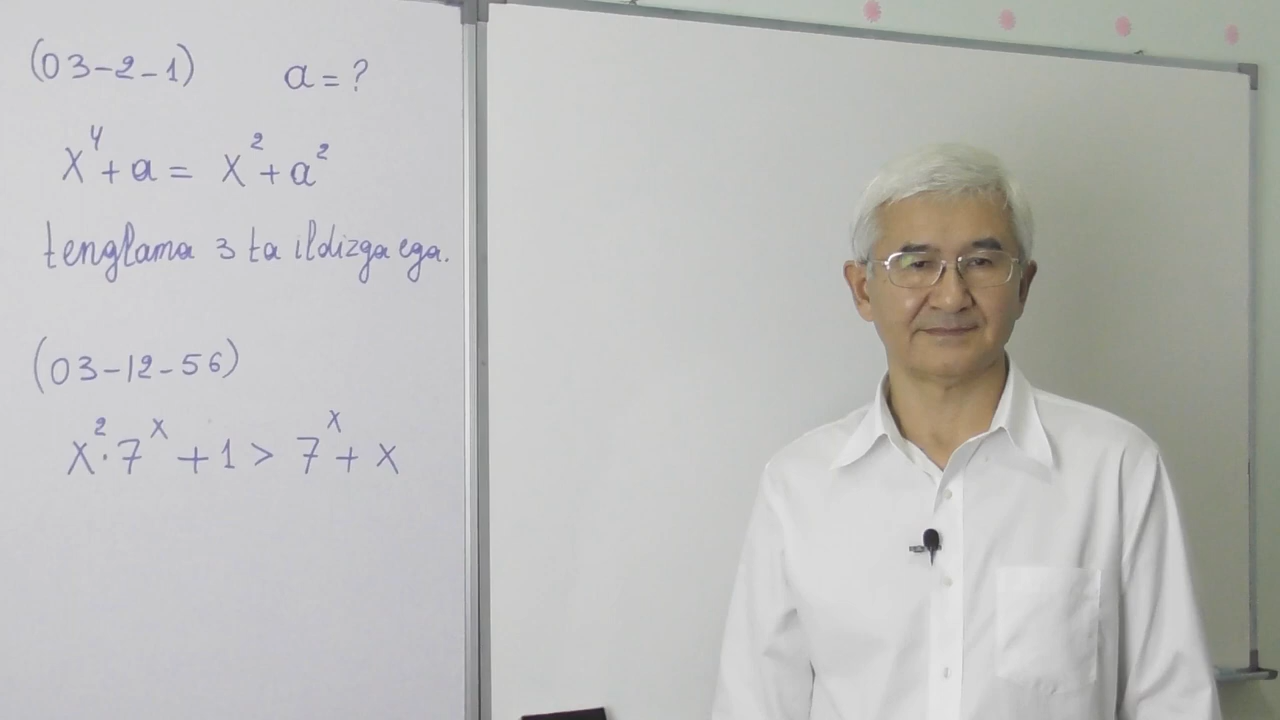 (03-2-1) a=?
x⁴+a= x²+a²
tenglama 3 ta ildizga ega.
(03-12-56)
x²·7ˣ+1> 7ˣ+x